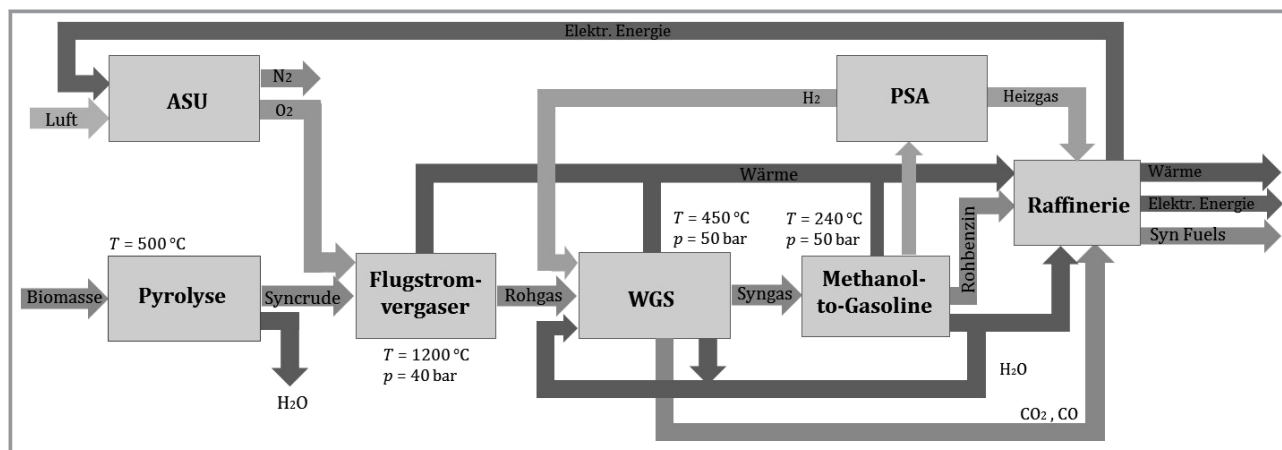 Elektr. Energie
ASU
N2
O2
Luft
H2
PSA
Heizgas
Wärme
Raffinerie
Wärme
Elektr. Energie
Syn Fuels
T = 500 °C
T = 450 °C
p = 50 bar
T = 240 °C
p = 50 bar
Biomasse
Pyrolyse
Syncrude
Flugstrom-
vergaser
Rohgas
WGS
Syngas
Methanol-
to-Gasoline
Rohbenzin
T = 1200 °C
p = 40 bar
H2O
H2O
CO2 , CO